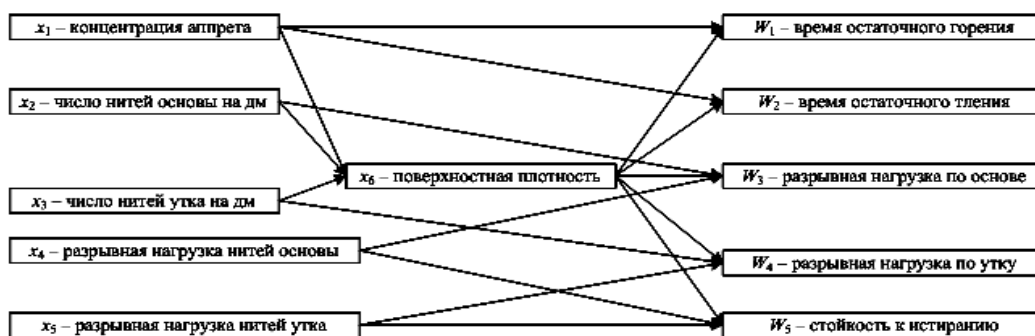 x₁ – концентрация аппрета
W₁ – время остаточного горения
x₂ – число нитей основы на дм
W₂ – время остаточного тления
x₆ – поверхностная плотность
W₃ – разрывная нагрузка по основе
x₃ – число нитей утка на дм
x₄ – разрывная нагрузка нитей основы
W₄ – разрывная нагрузка по утку
x₅ – разрывная нагрузка нитей утка
W₅ – стойкость к истиранию